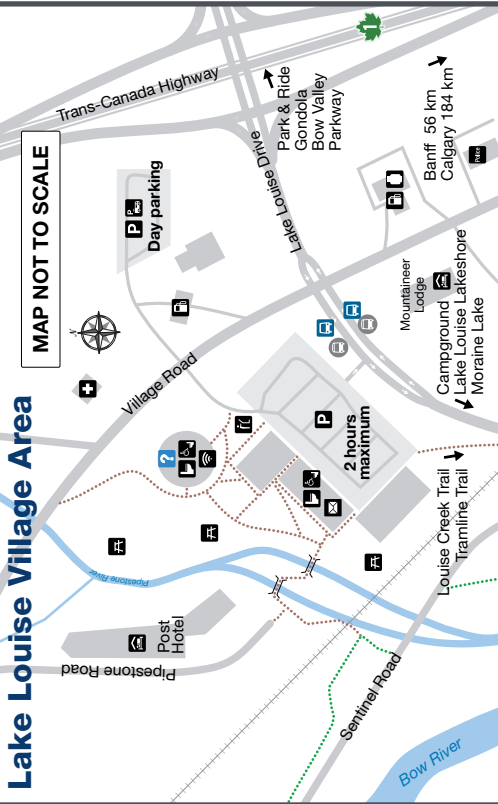 Lake Louise Village Area
MAP NOT TO SCALE
N
Trans-Canada Highway
1
Park & Ride
Gondola
Bow Valley
Parkway
Lake Louise Drive
Banff 56 km
Calgary 184 km
Police
P
P
Day parking
Village Road
?
Mountaineer
Lodge
Campground
Lake Louise Lakeshore
Moraine Lake
P
2 hours
maximum
Louise Creek Trail
Tramline Trail
Pipestone River
Post
Hotel
Pipestone Road
Sentinel Road
Bow River